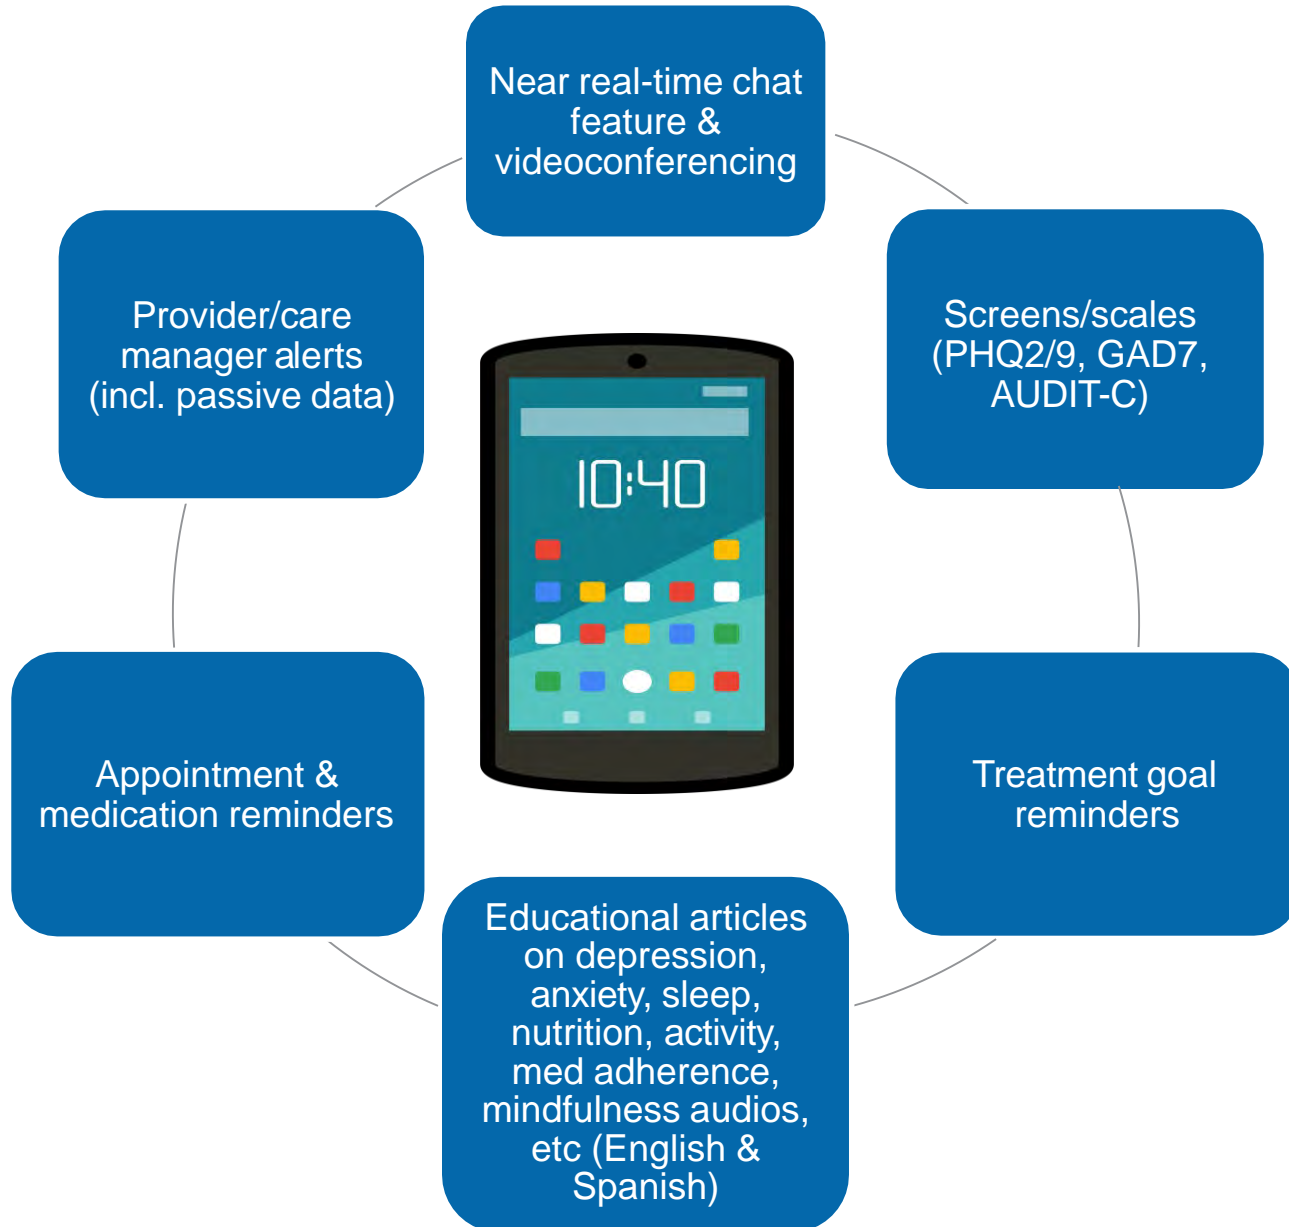 Near real-time chat
feature &
videoconferencing
Screens/scales
(PHQ2/9, GAD7,
AUDIT-C)
Treatment goal
reminders
Educational articles
on depression,
anxiety, sleep,
nutrition, activity,
med adherence,
mindfulness audios,
etc (English &
Spanish)
Appointment &
medication reminders
Provider/care
manager alerts
(incl. passive data)
10:40